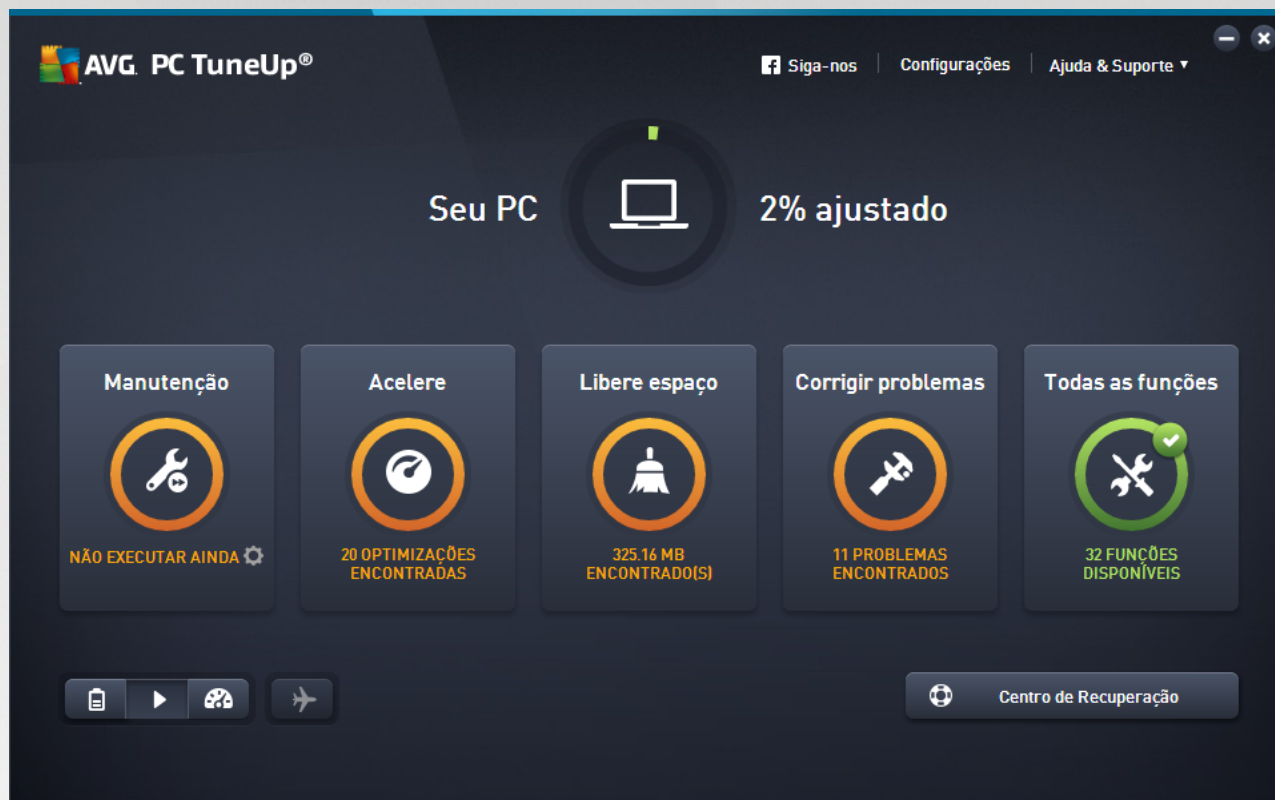 AVG. PC TuneUp®
Siga-nos
Configurações
Ajuda & Suporte
Seu PC
2% ajustado
Manutenção
NÃO EXECUTAR AINDA
Acelere
20 OPTIMIZAÇÕES
ENCONTRADAS
Libere espaço
325.16 MB
ENCONTRADO(S)
Corrigir problemas
11 PROBLEMAS
ENCONTRADOS
Todas as funções
32 FUNÇÕES
DISPONÍVEIS
Centro de Recuperação